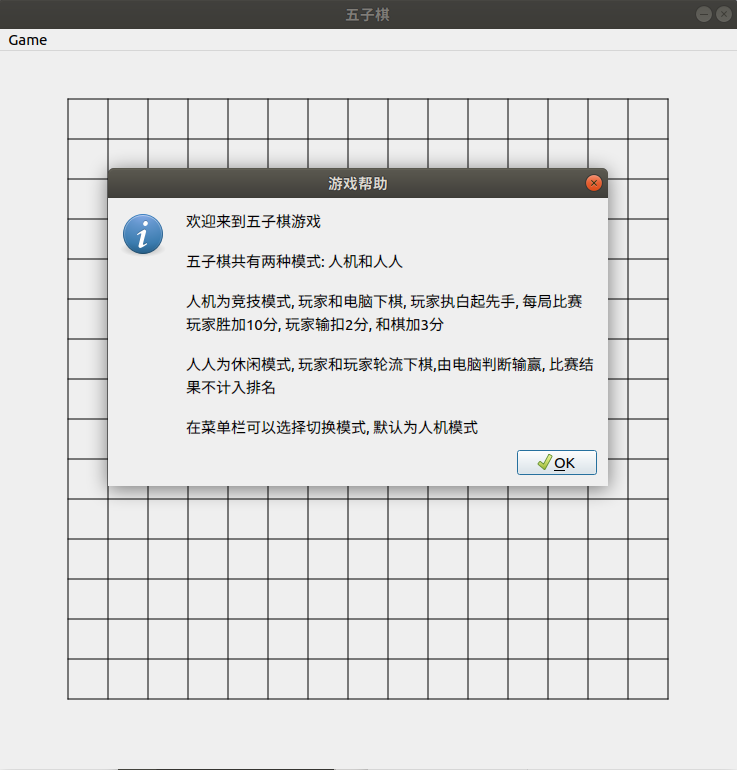 五子棋
Game
游戏帮助
欢迎来到五子棋游戏
五子棋共有两种模式: 人机和人人
人机为竞技模式, 玩家和电脑下棋, 玩家执白起先手, 每局比赛
玩家胜加10分, 玩家输扣2分, 和棋加3分
人人为休闲模式, 玩家和玩家轮流下棋,由电脑判断输赢, 比赛结
果不计入排名
在菜单栏可以选择切换模式, 默认为人机模式
OK